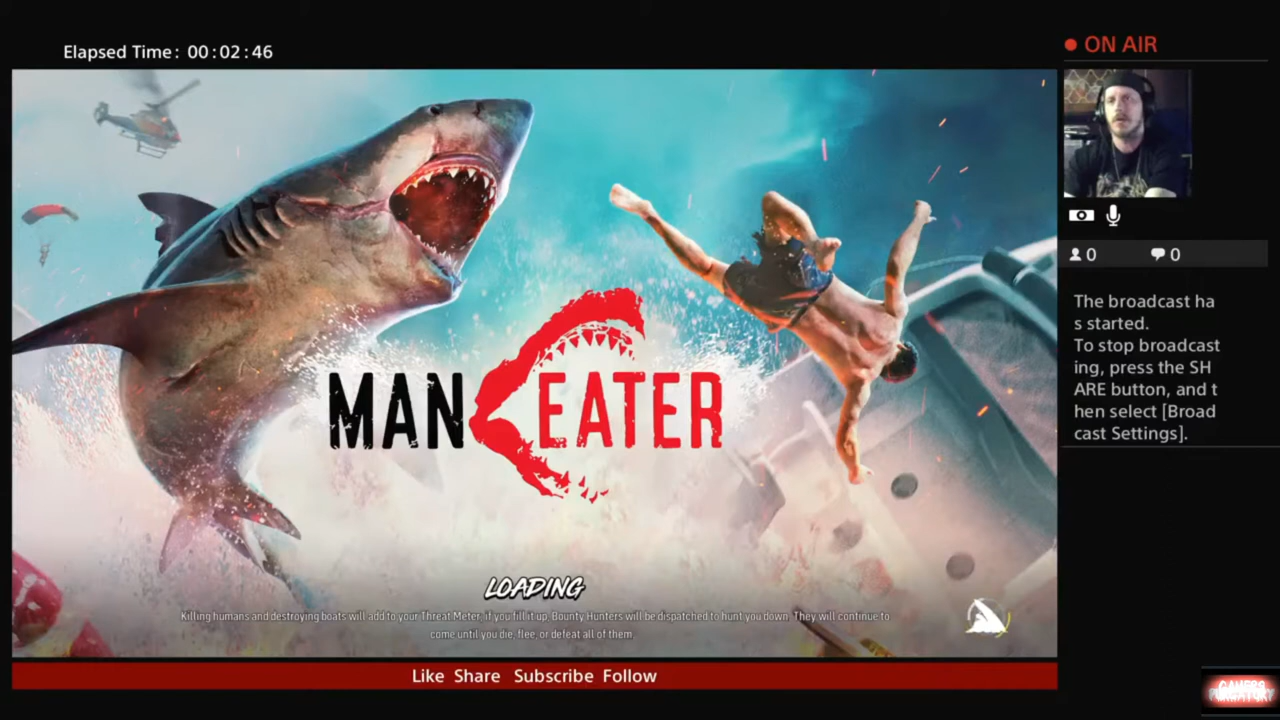 Elapsed Time: 00:02:46
ON AIR
0
0
The broadcast ha
s started.
To stop broadcast
ing, press the SH
ARE button, and t
hen select [Broad
cast Settings].
MAN EATER
LOADING
Killing humans and destroying boats will add to your Threat Meter, if you fill it up, Bounty Hunters will be dispatched to hunt you down. They will continue to
come until you die, flee, or defeat all of them.
Like Share Subscribe Follow
GAMERS
PURGATORY